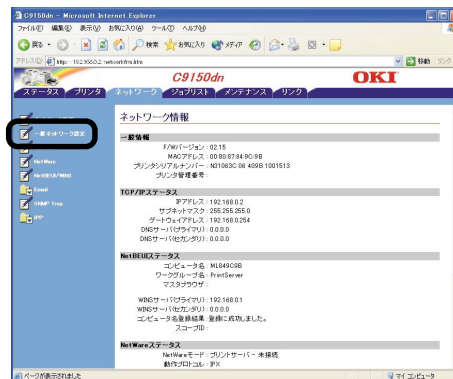 C9150dn - Microsoft Internet Explorer
ファイル(F) 編集(E) 表示(V) お気に入り(A) ツール(T) ヘルプ(H)
戻る 検索 お気に入り メディア
アドレス(D) 移動 リンク
C9150dn OKI
ステータス プリンタ ネットワーク ジョブリスト メンテナンス リンク
一般ネットワーク設定
NetWare
NetBEUI/WINS
Email
SNMP Trap
IPP
ネットワーク情報
一般情報
F/Wバージョン : 02.15
MACアドレス : 00:80:87:84:9C:9B
プリンタシリアルナンバー : N31063C 06 409B 1001513
プリンタ管理番号 :
TCP/IPステータス
IPアドレス : 192.168.0.2
サブネットマスク : 255.255.255.0
ゲートウェイアドレス : 192.168.0.254
DNSサーバ(プライマリ) : 0.0.0.0
DNSサーバ(セカンダリ) : 0.0.0.0
NetBEUIステータス
コンピュータ名 : ML849C9B
ワークグループ名 : PrintServer
マスタブラウザ :
WINSサーバ(プライマリ) : 192.168.0.1
WINSサーバ(セカンダリ) : 0.0.0.0
コンピュータ名登録結果 : 登録に成功しました。
スコープID :
NetWareステータス
NetWareモード : プリントサーバ - 未接続
動作プロトコル : IPX
ページが表示されました マイ コンピュータ